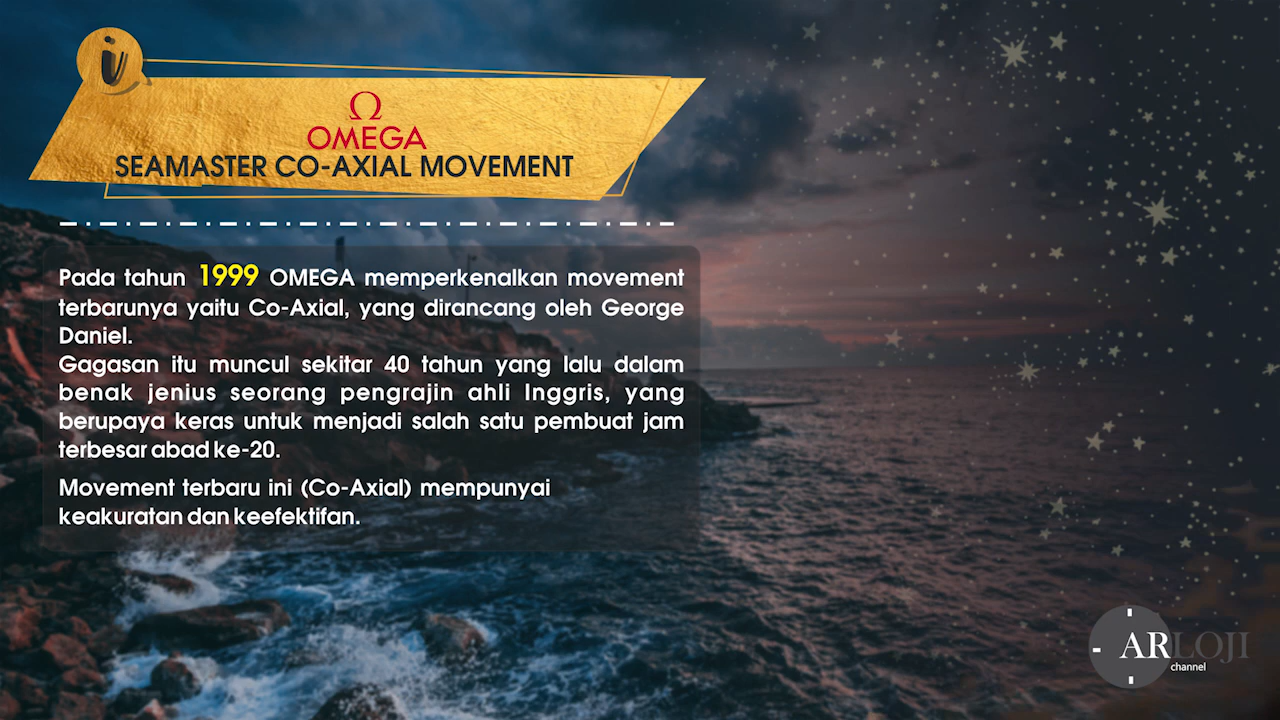 Ω
OMEGA
SEAMASTER CO-AXIAL MOVEMENT
Pada tahun 1999 OMEGA memperkenalkan movement
terbarunya yaitu Co-Axial, yang dirancang oleh George
Daniel.
Gagasan itu muncul sekitar 40 tahun yang lalu dalam
benak jenius seorang pengrajin ahli Inggris, yang
berupaya keras untuk menjadi salah satu pembuat jam
terbesar abad ke-20.
Movement terbaru ini (Co-Axial) mempunyai
keakuratan dan keefektifan.
ARLOJI
channel